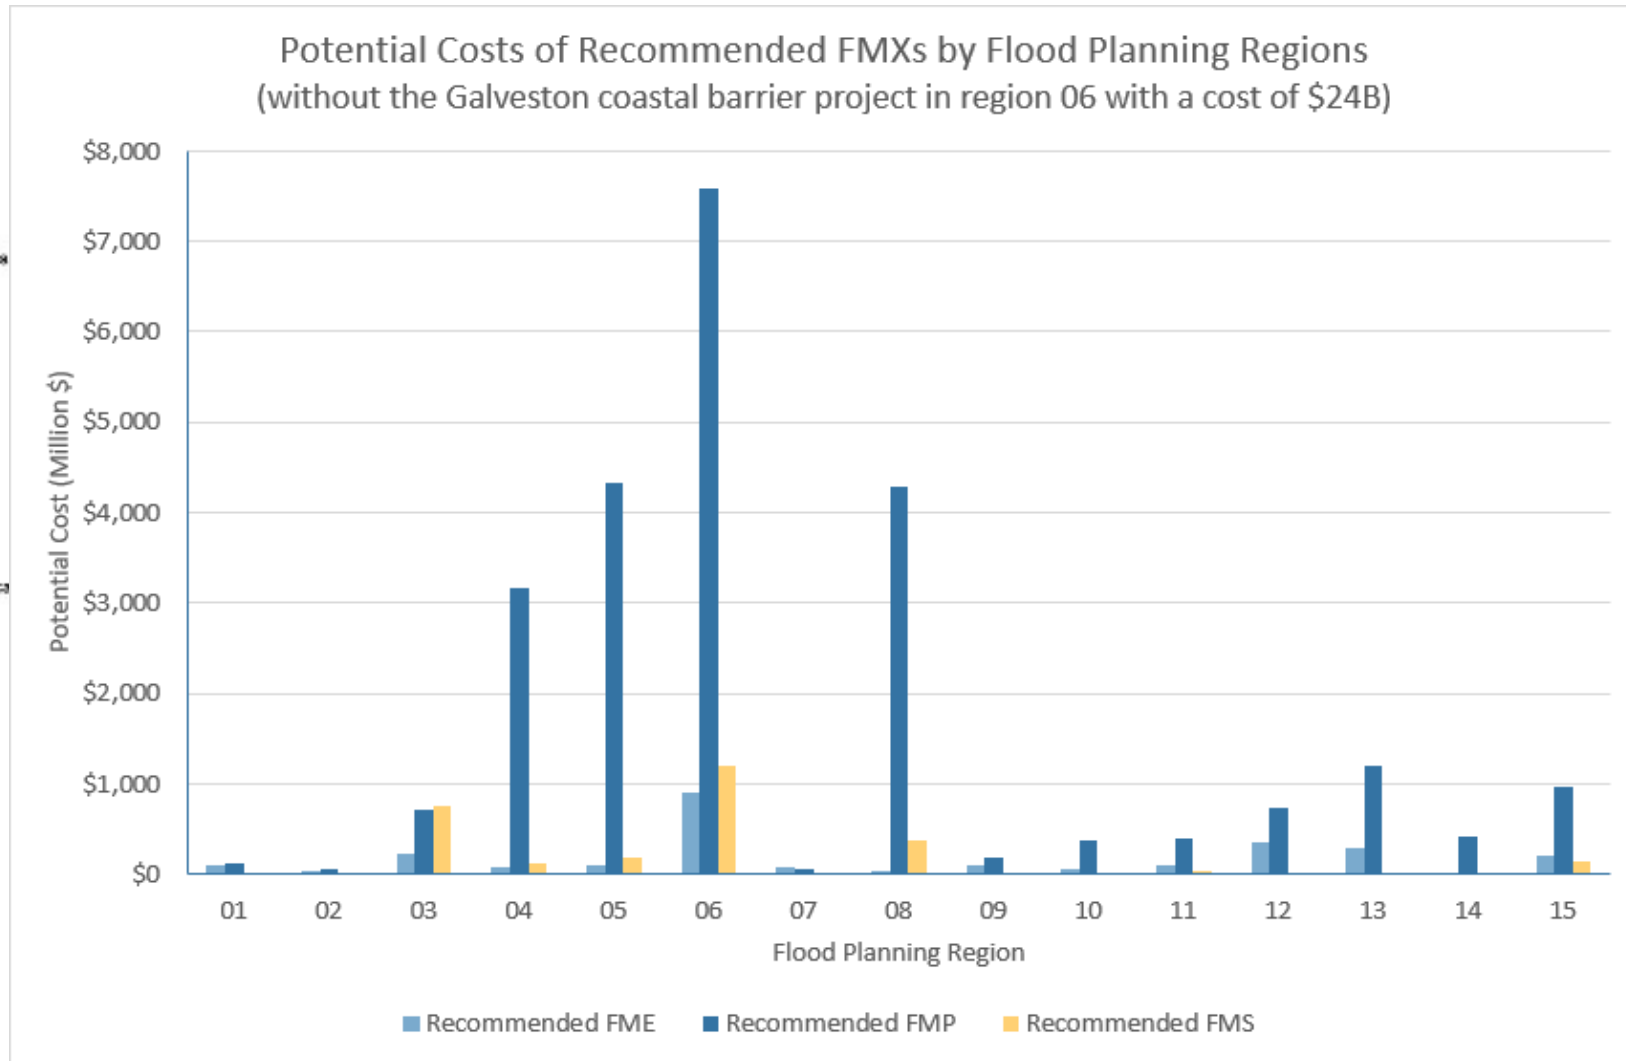 Potential Costs of Recommended FMXs by Flood Planning Regions
(without the Galveston coastal barrier project in region 06 with a cost of $24B)
$8,000
$7,000
$6,000
$5,000
$4,000
$3,000
$2,000
$1,000
$0
Potential Cost (Million $)
01 02 03 04 05 06 07 08 09 10 11 12 13 14 15
Flood Planning Region
Recommended FME Recommended FMP Recommended FMS